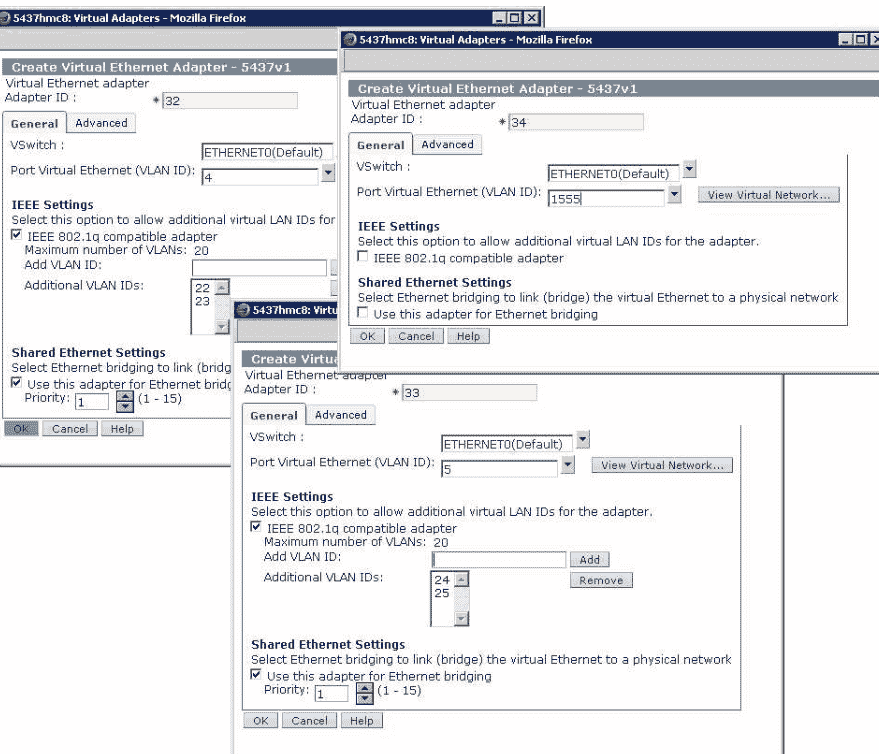 5437hmc8: Virtual Adapters - Mozilla Firefox
Create Virtual Ethernet Adapter - 5437v1
Virtual Ethernet adapter
Adapter ID : * 32
General Advanced
VSwitch : ETHERNET0(Default)
Port Virtual Ethernet (VLAN ID): 4
IEEE Settings
Select this option to allow additional virtual LAN IDs for
IEEE 802.1q compatible adapter
Maximum number of VLANs: 20
Add VLAN ID:
Additional VLAN IDs: 22
23
Shared Ethernet Settings
Select Ethernet bridging to link (bridg
Use this adapter for Ethernet bridg
Priority: 1 (1 - 15)
OK Cancel Help
5437hmc8: Virtual Adapters - Mozilla Firefox
Create Virtual Ethernet Adapter - 5437v1
Virtual Ethernet adapter
Adapter ID : * 34
General Advanced
VSwitch : ETHERNET0(Default)
Port Virtual Ethernet (VLAN ID): 1555 View Virtual Network...
IEEE Settings
Select this option to allow additional virtual LAN IDs for the adapter.
IEEE 802.1q compatible adapter
Shared Ethernet Settings
Select Ethernet bridging to link (bridge) the virtual Ethernet to a physical network
Use this adapter for Ethernet bridging
OK Cancel Help
5437hmc8: Virtu
Create Virtua
Virtual Ethernet adapter
Adapter ID : * 33
General Advanced
VSwitch : ETHERNET0(Default)
Port Virtual Ethernet (VLAN ID): 5 View Virtual Network...
IEEE Settings
Select this option to allow additional virtual LAN IDs for the adapter.
IEEE 802.1q compatible adapter
Maximum number of VLANs: 20
Add VLAN ID: Add
Additional VLAN IDs: 24 Remove
25
Shared Ethernet Settings
Select Ethernet bridging to link (bridge) the virtual Ethernet to a physical network
Use this adapter for Ethernet bridging
Priority: 1 (1 - 15)
OK Cancel Help